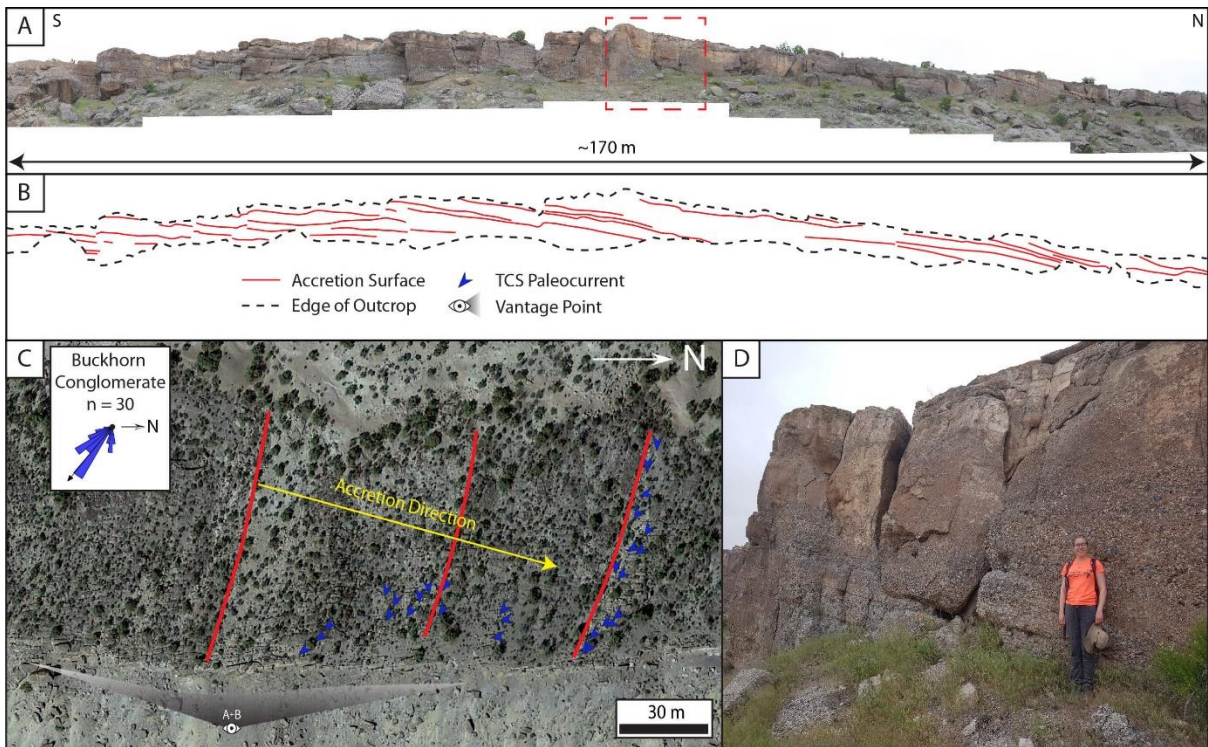 A
S
N
~170 m
B
Accretion Surface
TCS Paleocurrent
Edge of Outcrop
Vantage Point
C
Buckhorn
Conglomerate
n = 30
N
N
Accretion Direction
A-B
30 m
D